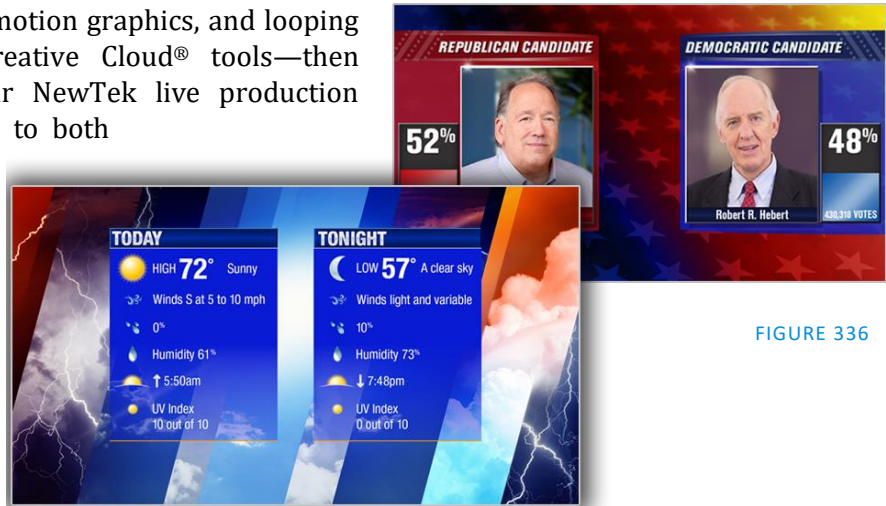 motion graphics, and looping
reative Cloud® tools—then
r NewTek live production
to both
REPUBLICAN CANDIDATE
DEMOCRATIC CANDIDATE
52%
48%
Robert R. Hebert
430,318 VOTES
TODAY
HIGH 72° Sunny
Winds S at 5 to 10 mph
0%
Humidity 61%
5:50am
UV Index
10 out of 10
TONIGHT
LOW 57° A clear sky
Winds light and variable
10%
Humidity 73%
7:48pm
UV Index
0 out of 10
FIGURE 336